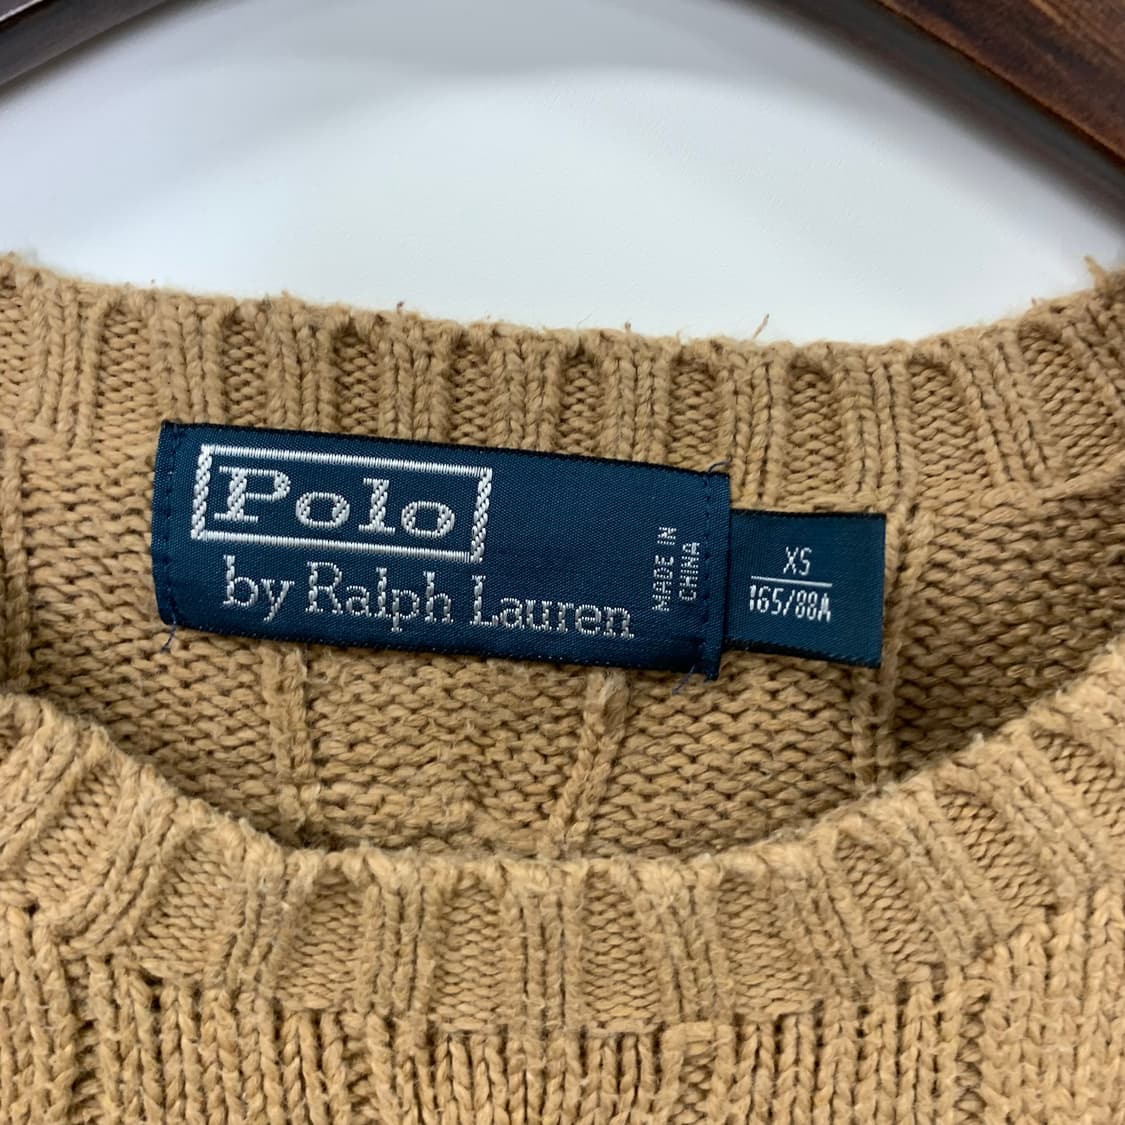 Polo
by Ralph Lauren
MADE IN
CHINA
XS
165/88A